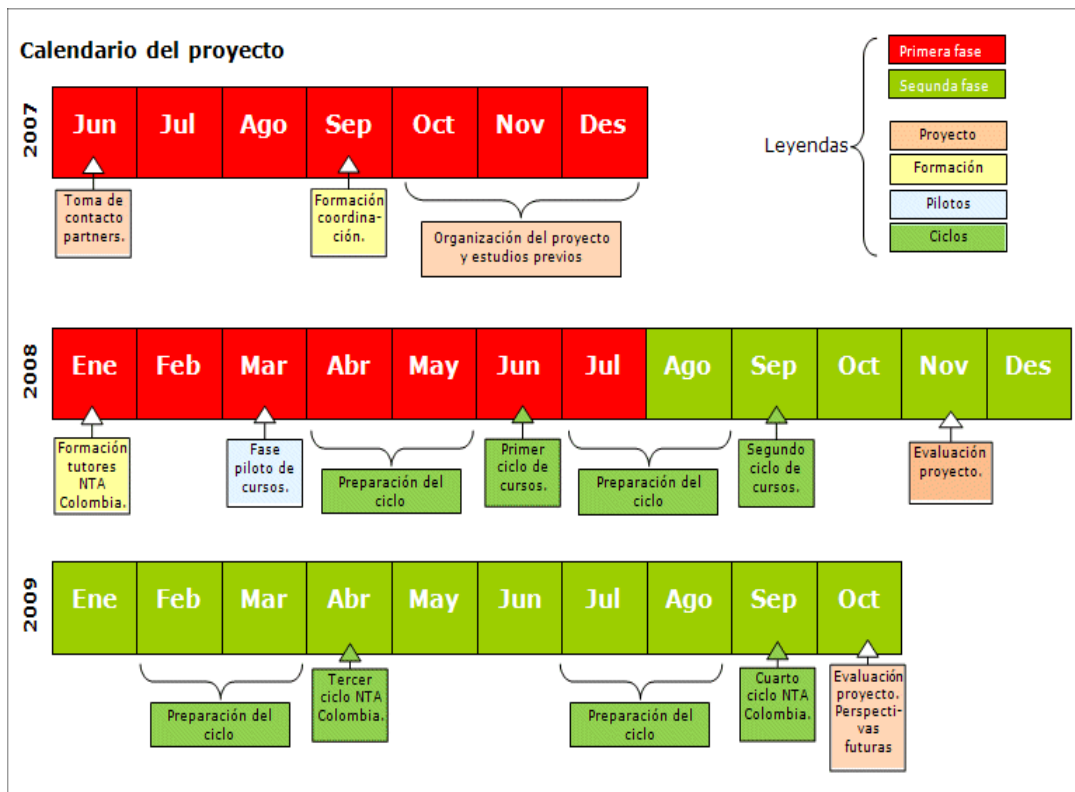 Calendario del proyecto
Primera fase
Segunda fase
Leyendas
Proyecto
Formación
Pilotos
Ciclos
2007
Jun Jul Ago Sep Oct Nov Des
Toma de
contacto
partners.
Formación
coordina-
ción.
Organización del proyecto
y estudios previos
2008
Ene Feb Mar Abr May Jun Jul Ago Sep Oct Nov Des
Formación
tutores
NTA
Colombia.
Fase
piloto de
cursos.
Preparación del
ciclo
Primer
ciclo de
cursos.
Preparación del
ciclo
Segundo
ciclo de
cursos.
Evaluación
proyecto.
2009
Ene Feb Mar Abr May Jun Jul Ago Sep Oct
Preparación del
ciclo
Tercer
ciclo NTA
Colombia.
Preparación del
ciclo
Cuarto
ciclo NTA
Colombia.
Evaluación
proyecto.
Perspecti-
vas
futuras